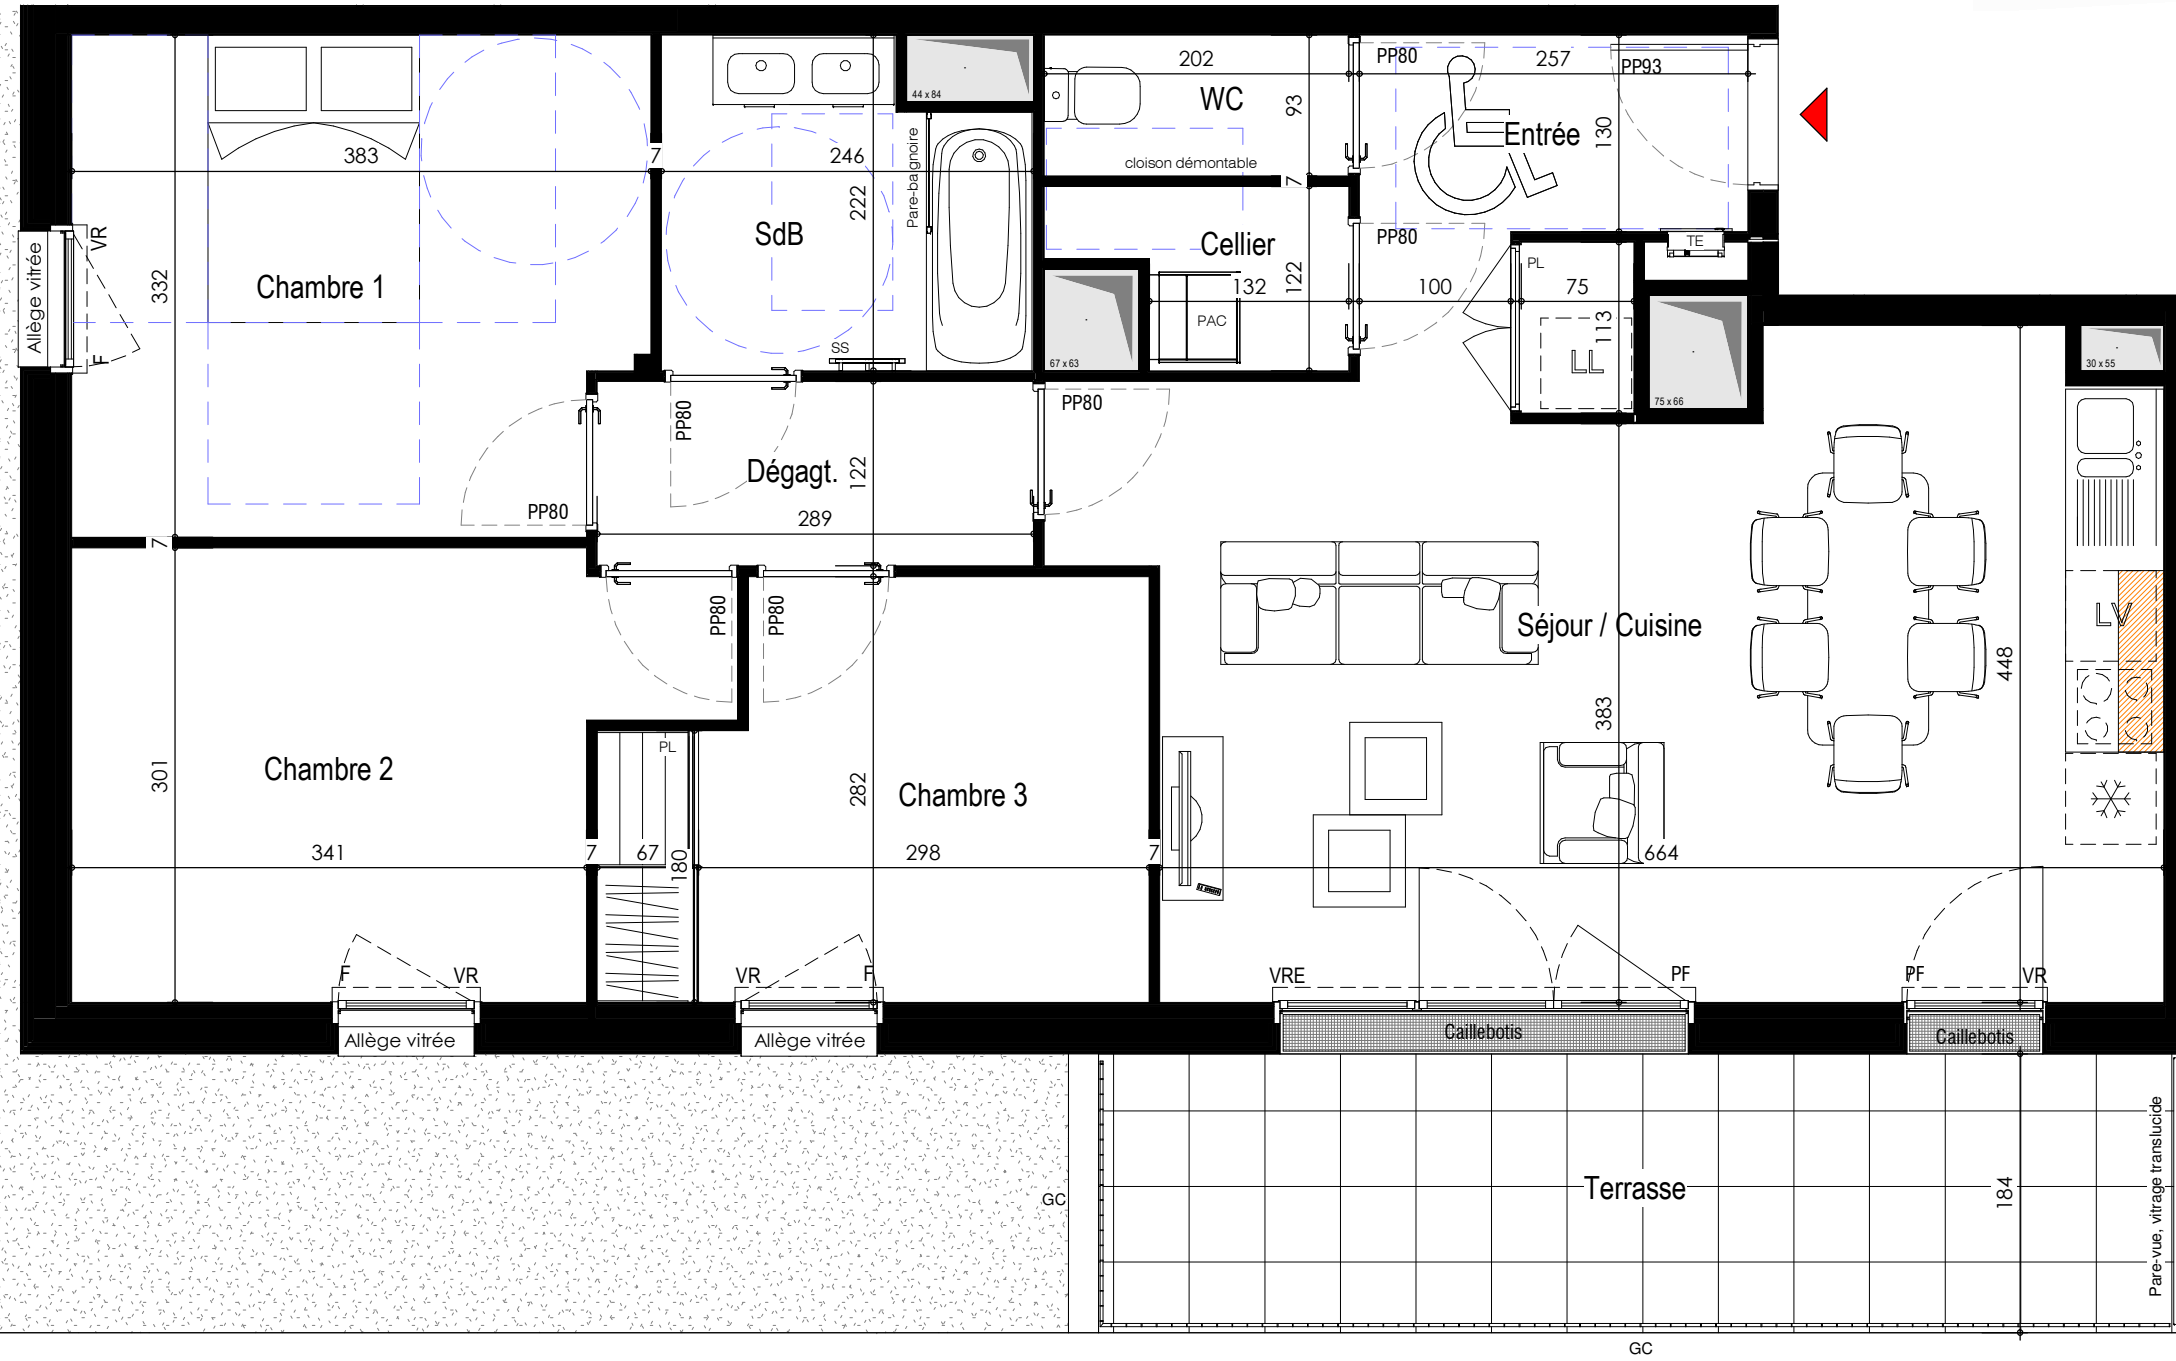 202
PP80
257
PP93
44 x 84
WC
93
Entrée
130
383
7
246
Pare-baignoire
cloison démontable
7
222
SdB
Cellier
PP80
TE
Allège vitrée
VR
F
332
Chambre 1
132
122
100
PL
75
113
PAC
LL
SS
67 x 63
75 x 66
30 x 55
PP80
PP80
PP80
Dégagt.
122
289
7
PP80
PP80
Séjour / Cuisine
LV
448
383
PL
Chambre 2
301
282
Chambre 3
341
7
67
180
298
7
664
F
VR
VR
F
VRE
PF
PF
VR
Allège vitrée
Allège vitrée
Caillebotis
Caillebotis
GC
Terrasse
184
Pare-vue, vitrage translucide
GC